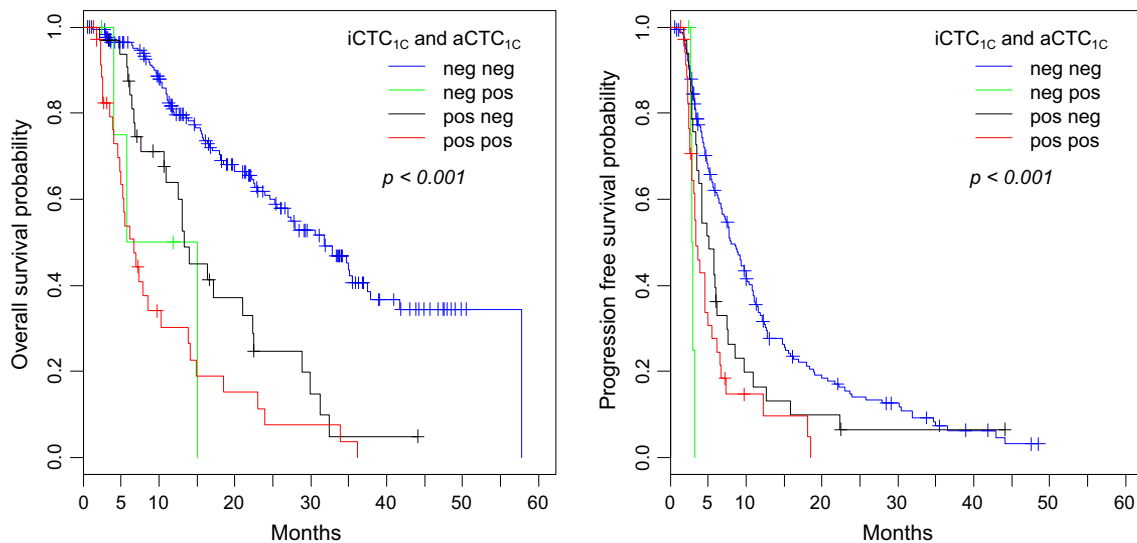 Overall survival probability
1.0
0.8
0.6
0.4
0.2
0.0
iCTC1C and aCTC1C
neg neg
neg pos
pos neg
pos pos
p < 0.001
0 5 10 20 30 40 50 60
Months
Progression free survival probability
1.0
0.8
0.6
0.4
0.2
0.0
iCTC1C and aCTC1C
neg neg
neg pos
pos neg
pos pos
p < 0.001
0 5 10 20 30 40 50 60
Months